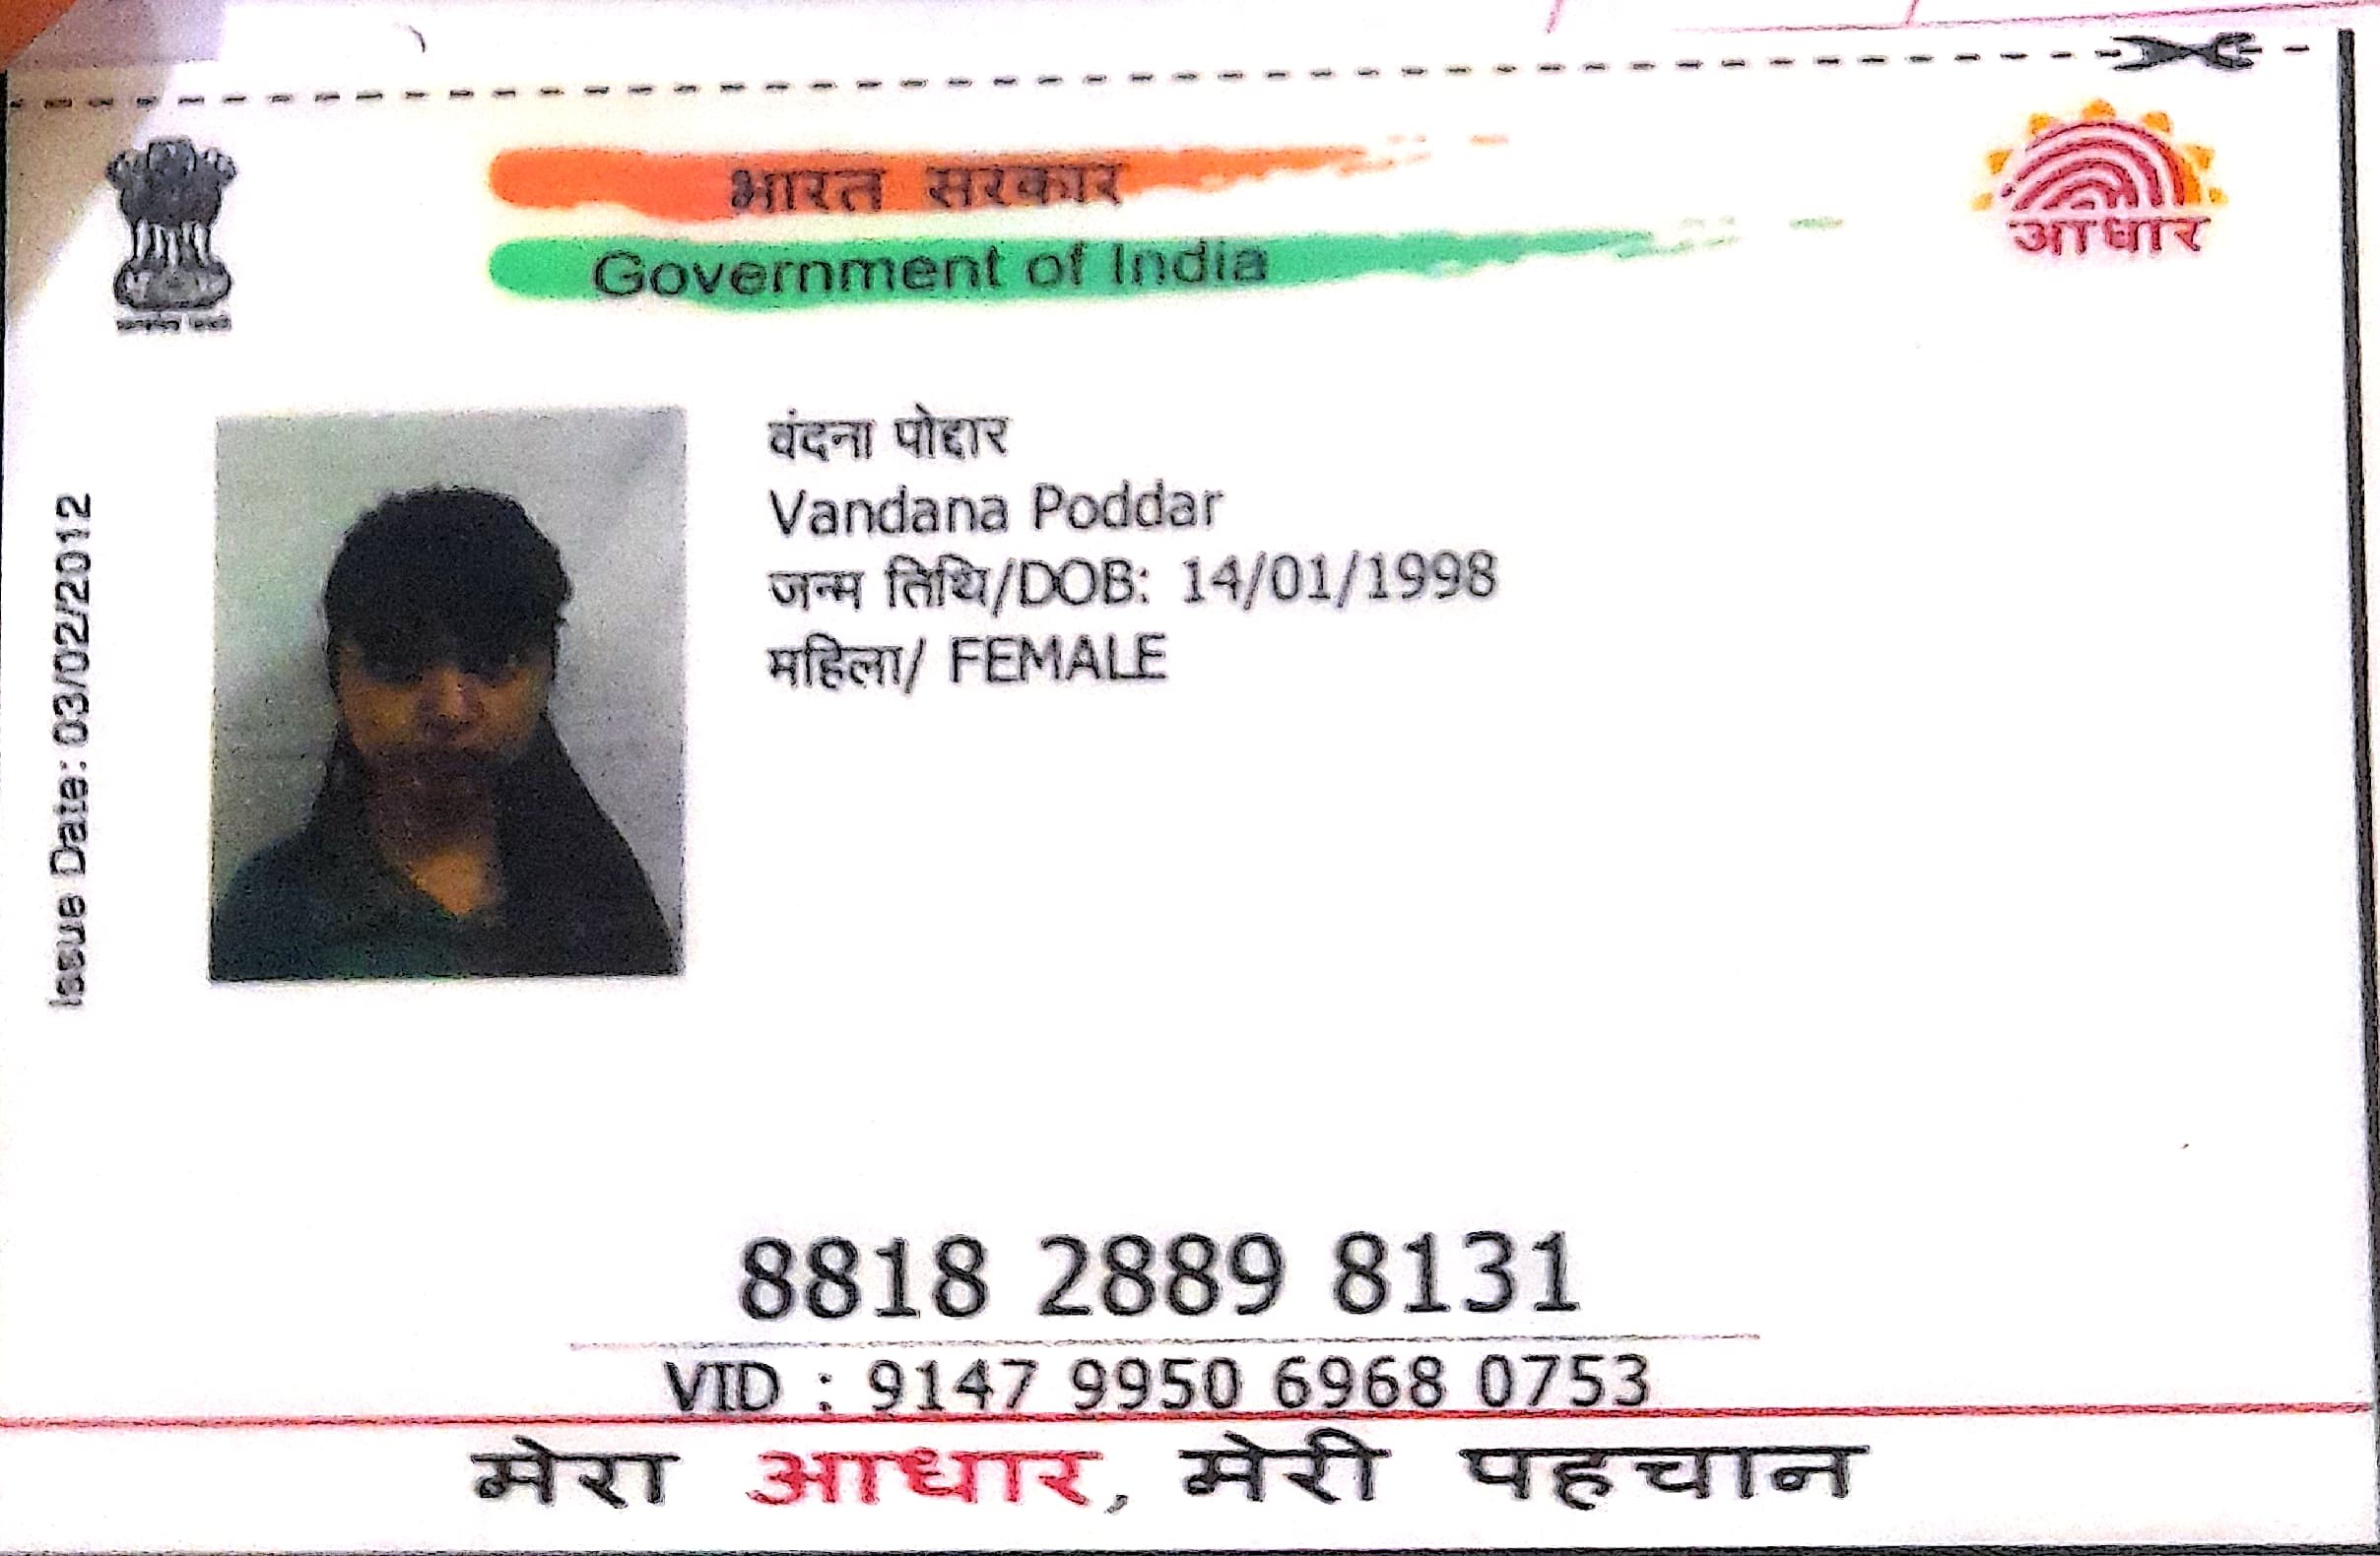 भारत सरकार
Government of India
आधार
Issue Date: 03/02/2012
वंदना पोद्दार
Vandana Poddar
जन्म तिथि/DOB: 14/01/1998
महिला/ FEMALE
8818 2889 8131
VID : 9147 9950 6968 0753
मेरा आधार, मेरी पहचान